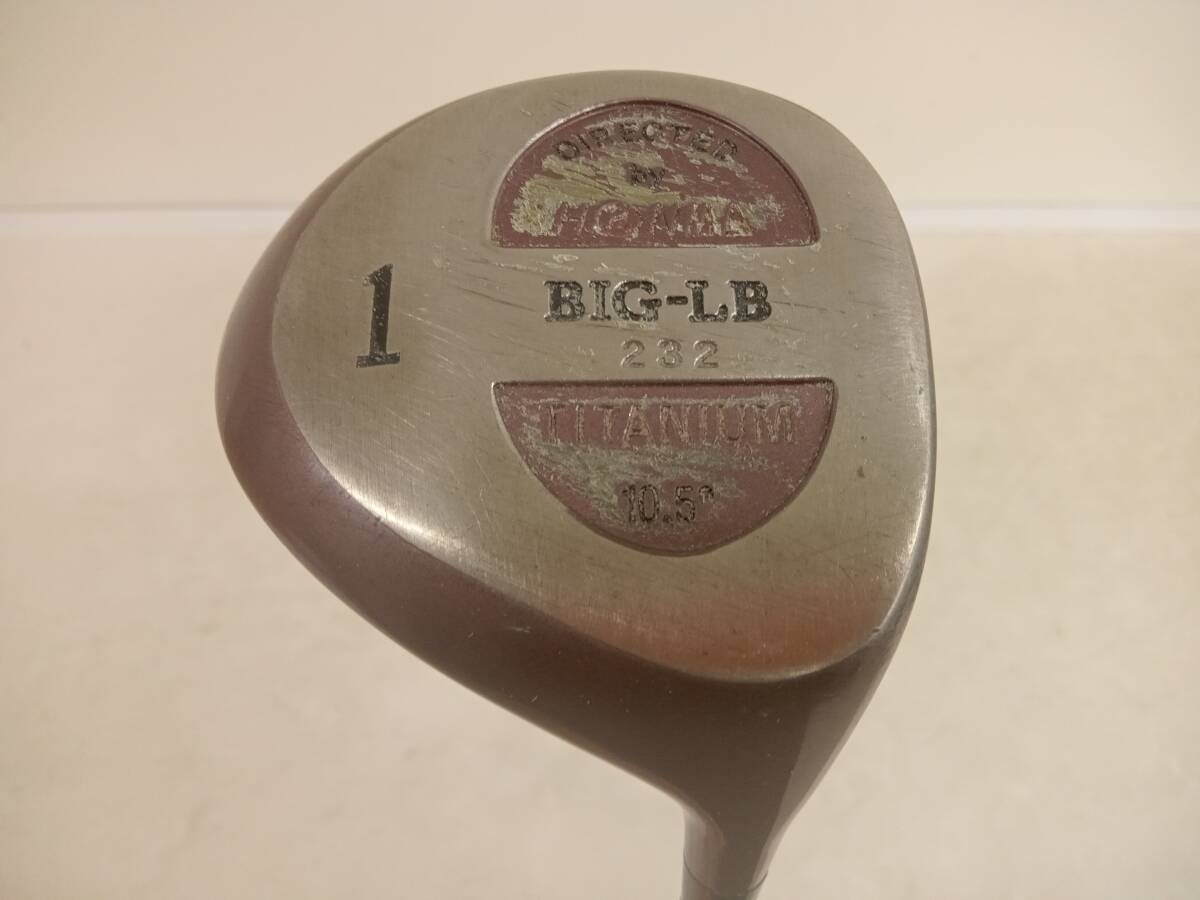 DIRECTED
by
HONMA
1
BIG-LB
232
TITANIUM
10.5°